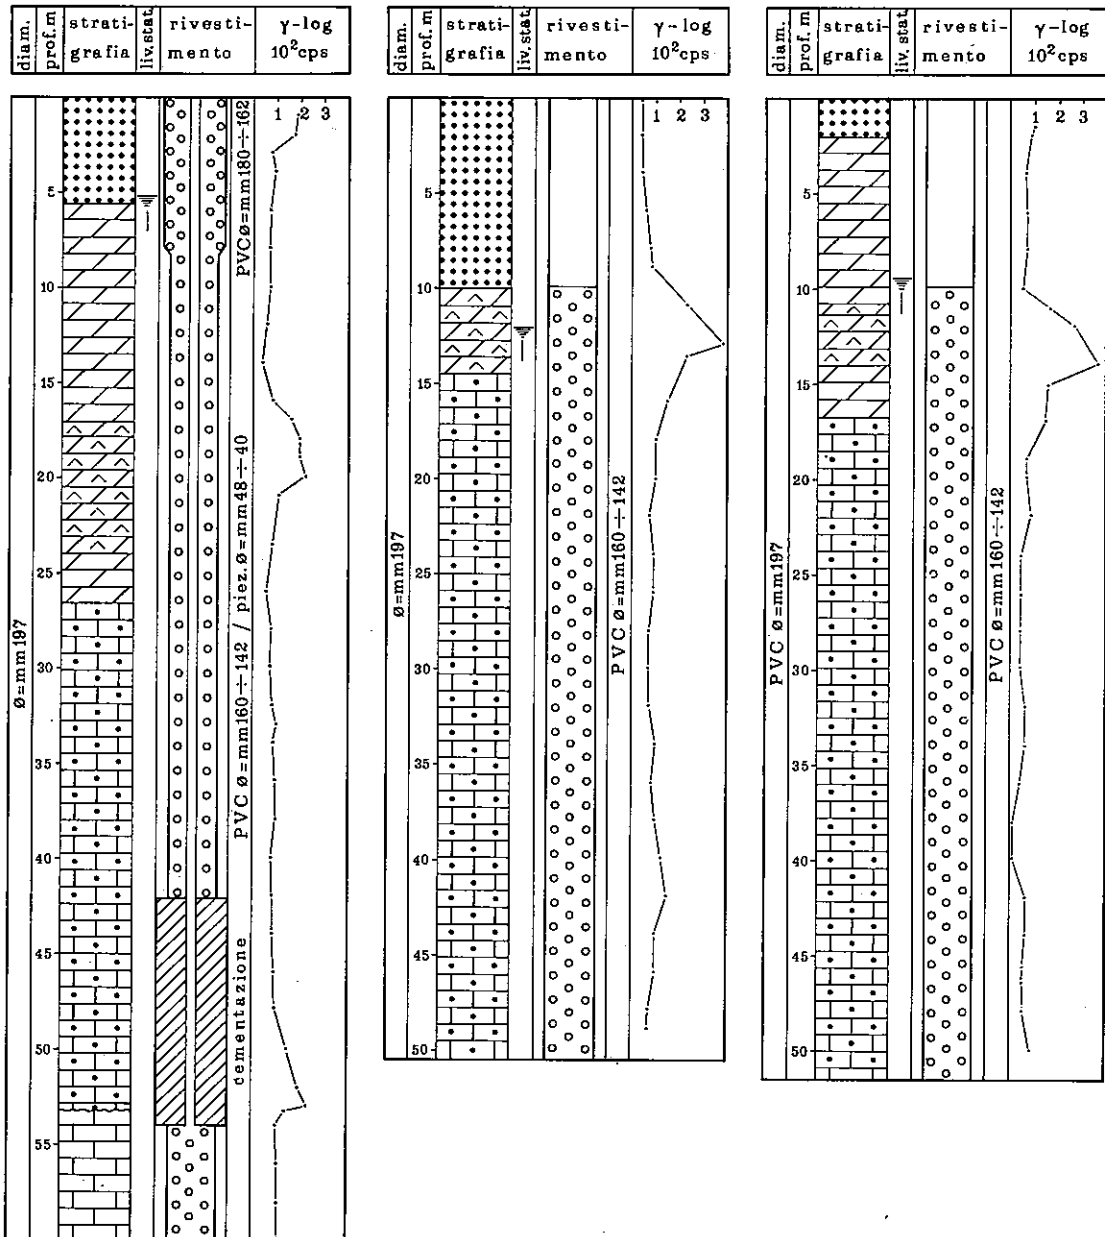 diam.
prof. m
strati-
grafia
liv. stat.
rivesti-
mento
γ-log
10²cps
1 2 3
10
15
20
25
30
35
40
45
50
55
Ø=mm197
PVCØ=mm180÷162
PVC Ø=mm160÷142 / piez.Ø=mm48÷40
cementazione
diam.
prof. m
strati-
grafia
liv. stat.
rivesti-
mento
γ-log
10²cps
1 2 3
5
10
15
20
25
30
35
40
45
50
Ø=mm197
PVC Ø=mm160÷142
diam.
prof. m
strati-
grafia
liv. stat.
rivesti-
mento
γ-log
10²cps
1 2 3
5
10
15
20
25
30
35
40
45
50
PVC Ø=mm197
PVC Ø=mm160÷142